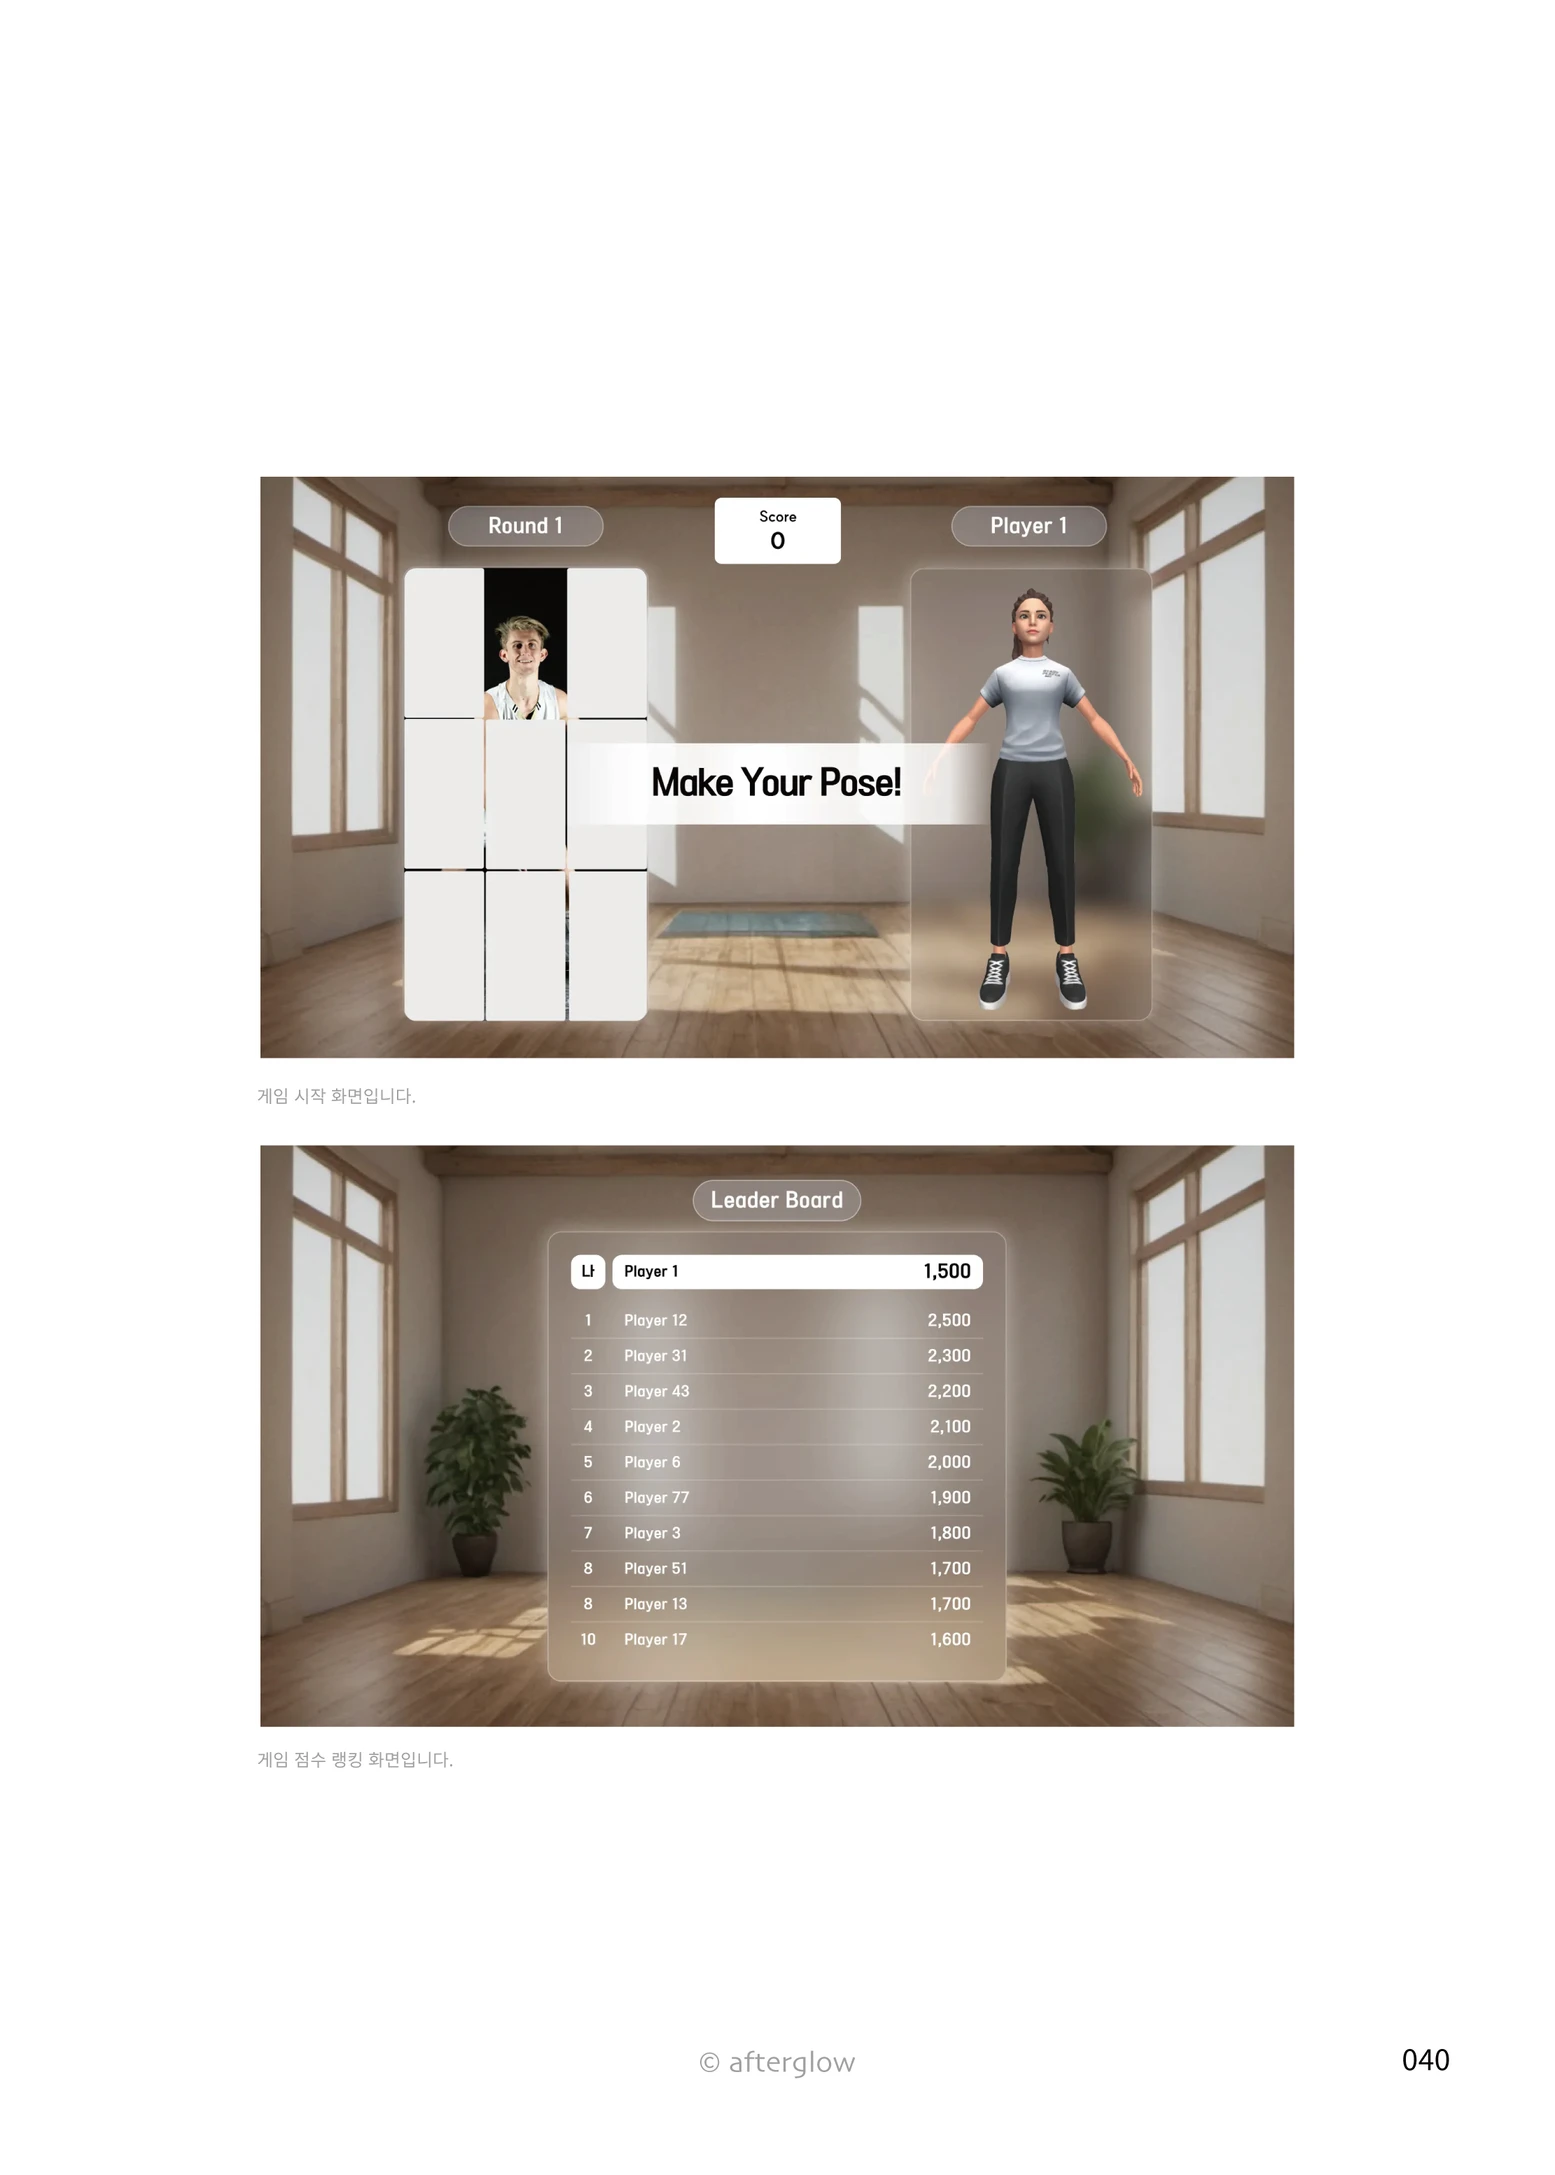 Round 1
Score
0
Player 1
Make Your Pose!
게임 시작 화면입니다.
Leader Board
나 Player 1 1,500
1 Player 12 2,500
2 Player 31 2,300
3 Player 43 2,200
4 Player 2 2,100
5 Player 6 2,000
6 Player 77 1,900
7 Player 3 1,800
8 Player 51 1,700
8 Player 13 1,700
10 Player 17 1,600
게임 점수 랭킹 화면입니다.
© afterglow
040